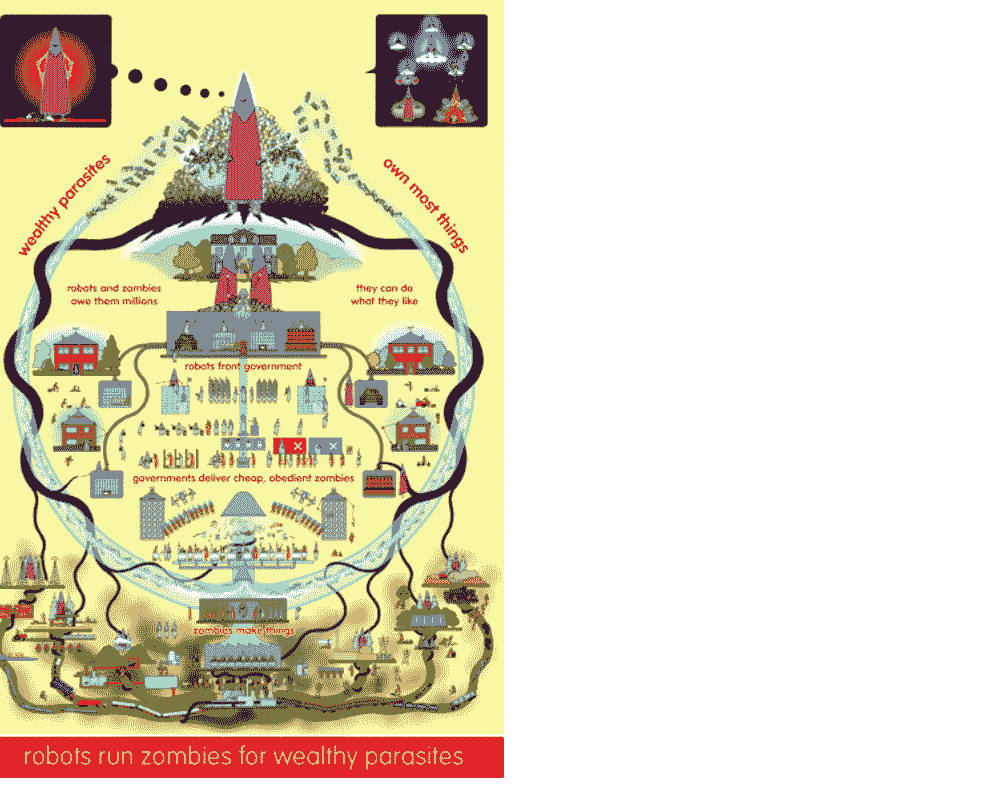 wealthy parasites
own most things
robots and zombies
owe them millions
they can do
what they like
robots front government
governments deliver cheap, obedient zombies
zombies make things
robots run zombies for wealthy parasites